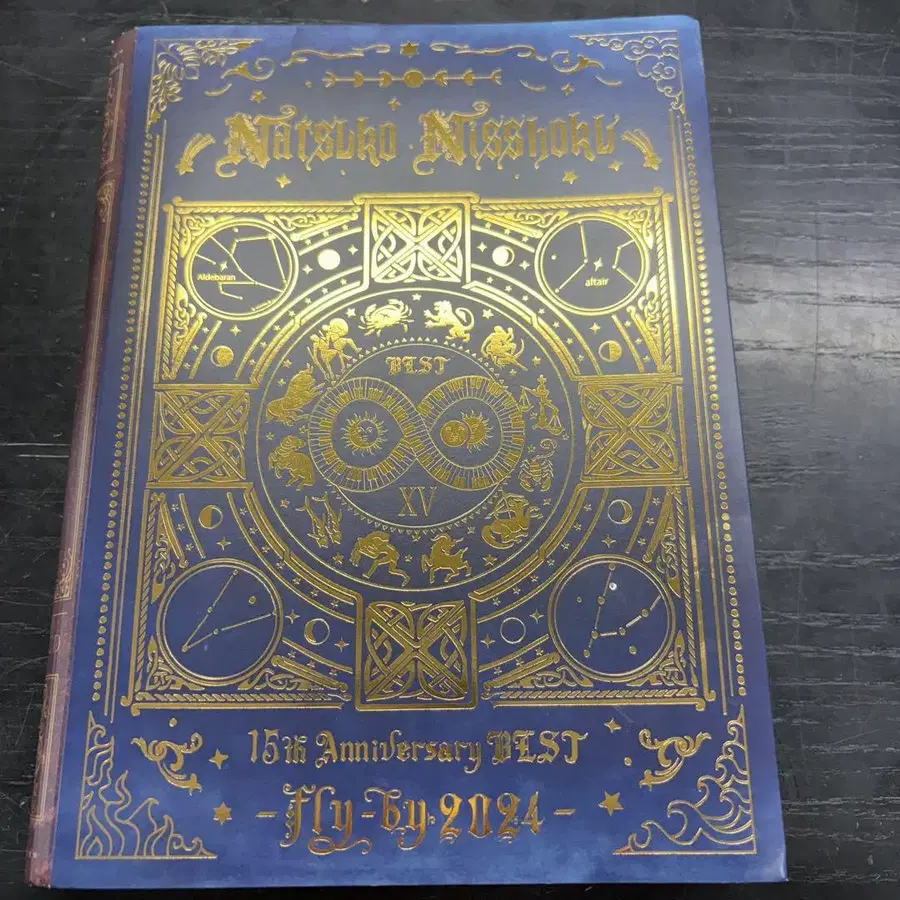 Natsuko Nisshoku
Aldebaran
altair
BEST
XV
15th Anniversary BEST
-fly-by-2024-